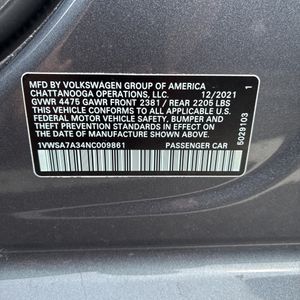 MFD BY VOLKSWAGEN GROUP OF AMERICA
CHATTANOOGA OPERATIONS, LLC. 12/2021
GVWR 4475 GAWR FRONT 2381 / REAR 2205 LBS
THIS VEHICLE CONFORMS TO ALL APPLICABLE U.S.
FEDERAL MOTOR VEHICLE SAFETY, BUMPER AND
THEFT PREVENTION STANDARDS IN EFFECT ON THE
DATE OF MANUFACTURE SHOWN ABOVE.
1VWSA7A34NC009861 PASSENGER CAR
1
5029103